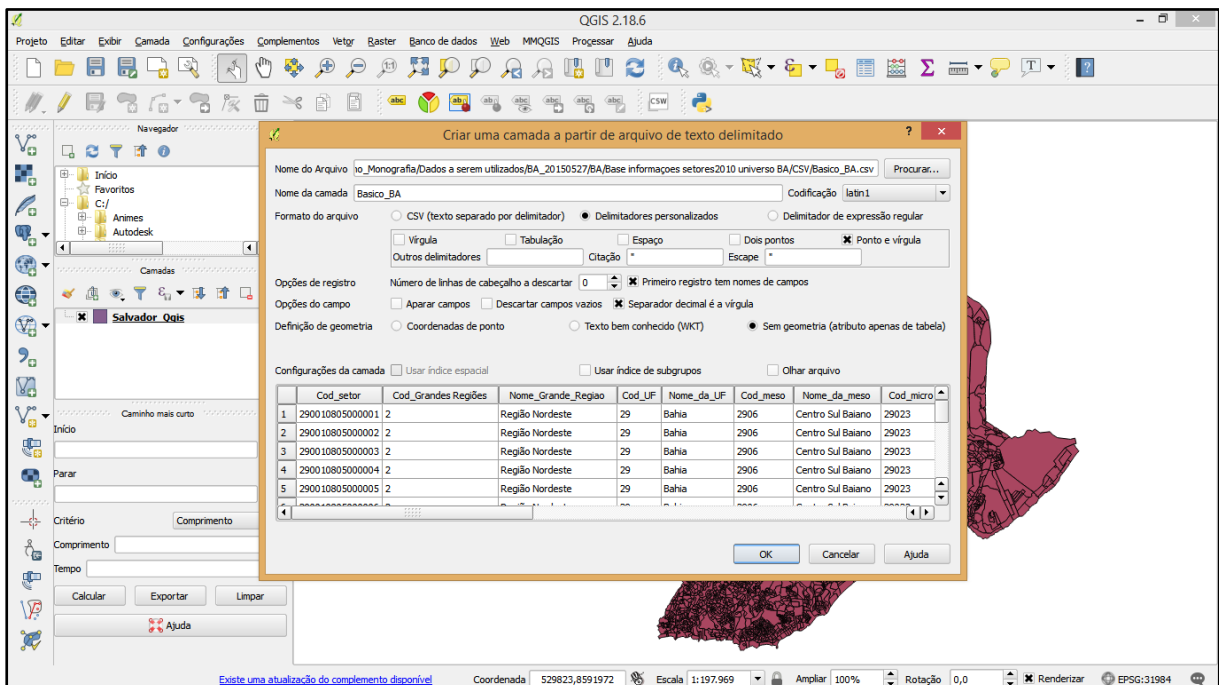 QGIS 2.18.6
Projeto Editar Exibir Camada Configurações Complementos Vetor Raster Banco de dados Web MMQGIS Processar Ajuda
Navegador
Início
Favoritos
C:/
Animes
Autodesk
Camadas
Salvador_Qgis
Caminho mais curto
Início
Parar
Critério Comprimento
Comprimento
Tempo
Calcular Exportar Limpar
Ajuda
Criar uma camada a partir de arquivo de texto delimitado
Nome do Arquivo no_Monografia/Dados a serem utilizados/BA_20150527/BA/Base informaçoes setores2010 universo BA/CSV/Basico_BA.csv Procurar...
Nome da camada Basico_BA Codificação latin1
Formato do arquivo CSV (texto separado por delimitador) Delimitadores personalizados Delimitador de expressão regular
Vírgula Tabulação Espaço Dois pontos Ponto e vírgula
Outros delimitadores Citação " Escape "
Opções de registro Número de linhas de cabeçalho a descartar 0 Primeiro registro tem nomes de campos
Opções do campo Aparar campos Descartar campos vazios Separador decimal é a vírgula
Definição de geometria Coordenadas de ponto Texto bem conhecido (WKT) Sem geometria (atributo apenas de tabela)
Configurações da camada Usar índice espacial Usar índice de subgrupos Olhar arquivo
Cod_setor Cod_Grandes Regiões Nome_Grande_Regiao Cod_UF Nome_da_UF Cod_meso Nome_da_meso Cod_micro
1 290010805000001 2 Região Nordeste 29 Bahia 2906 Centro Sul Baiano 29023
2 290010805000002 2 Região Nordeste 29 Bahia 2906 Centro Sul Baiano 29023
3 290010805000003 2 Região Nordeste 29 Bahia 2906 Centro Sul Baiano 29023
4 290010805000004 2 Região Nordeste 29 Bahia 2906 Centro Sul Baiano 29023
5 290010805000005 2 Região Nordeste 29 Bahia 2906 Centro Sul Baiano 29023
OK Cancelar Ajuda
Existe uma atualização do complemento disponível Coordenada 529823,8591972 Escala 1:197.969 Ampliar 100% Rotação 0,0 Renderizar EPSG:31984